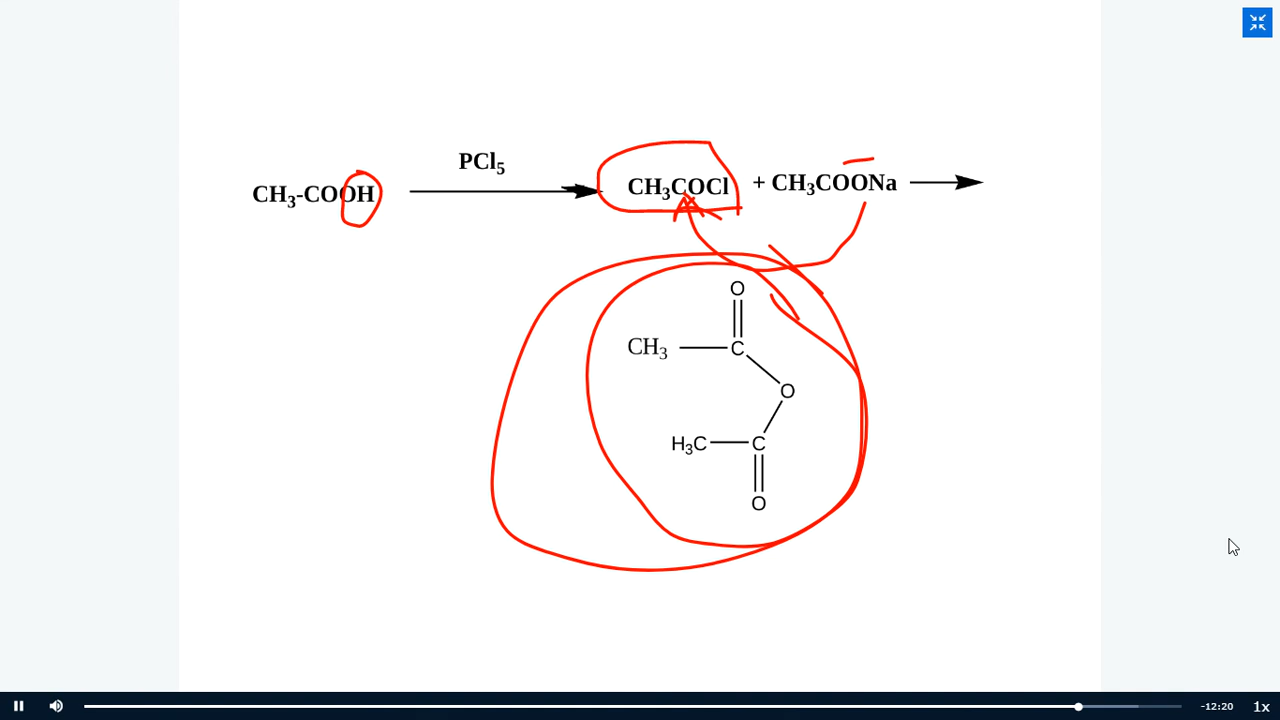 PCl5
CH3-COOH CH3COCl + CH3COONa
O
CH3 C
O
H3C C
O
-12:20 1x